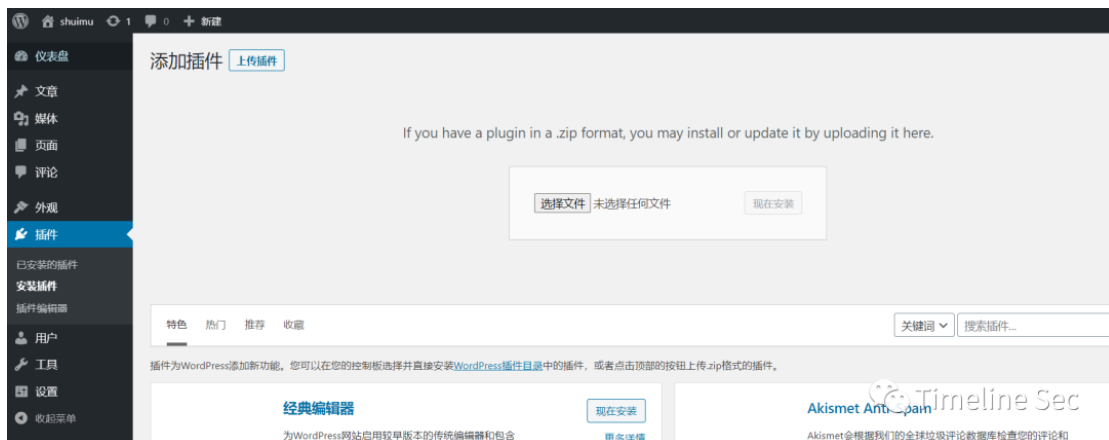 shuimu 1 0 新建
仪表盘
文章
媒体
页面
评论
外观
插件
已安装的插件
安装插件
插件编辑器
用户
工具
设置
收起菜单
添加插件 上传插件
If you have a plugin in a .zip format, you may install or update it by uploading it here.
选择文件 未选择任何文件 现在安装
特色 热门 推荐 收藏 关键词 搜索插件...
插件为WordPress添加新功能。您可以在您的控制板选择并直接安装WordPress插件目录中的插件，或者点击顶部的按钮上传.zip格式的插件。
经典编辑器 现在安装
为WordPress网站启用较早版本的传统编辑器和包含 更多详情
Akismet Anti-Spam
Akismet会根据我们的全球垃圾评论数据库检查您的评论和
Timeline Sec